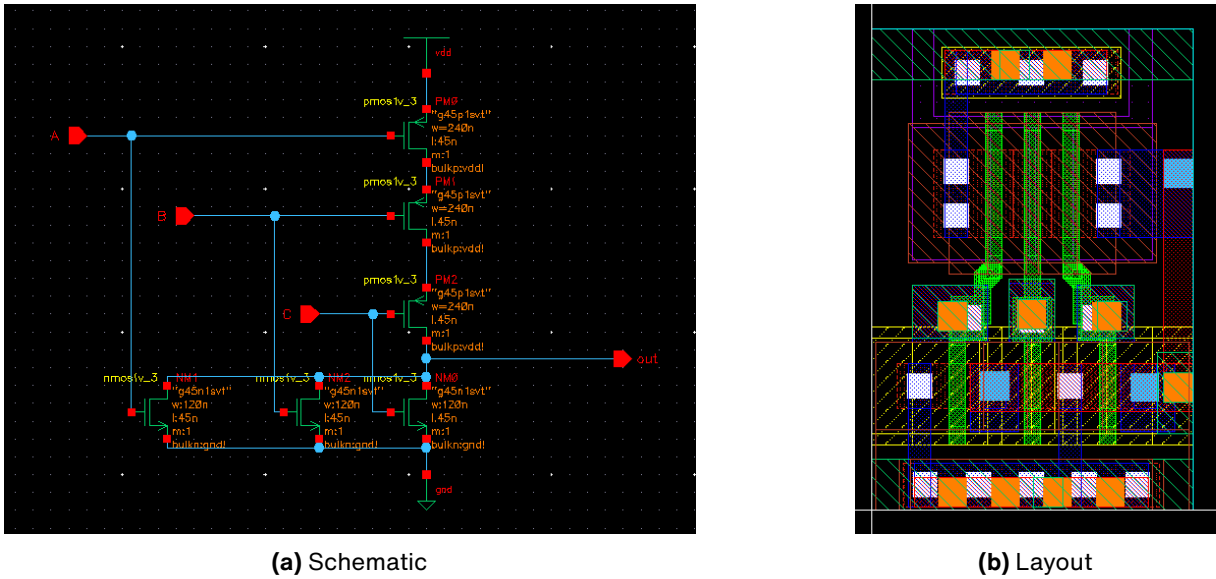 vdd
pmos1v_3 PM0
"g45p1svt"
w=240n
l:45n
m:1
bulkp:vdd!
A
pmos1v_3 PM1
"g45p1svt"
w=240n
l:45n
m:1
bulkp:vdd!
B
pmos1v_3 PM2
"g45p1svt"
w=240n
l:45n
m:1
bulkp:vdd!
C
out
nmos1v_3 NM1
"g45n1svt"
w:120n
l:45n
m:1
bulkn:gnd!
nmos1v_3 NM2
"g45n1svt"
w:120n
l:45n
m:1
bulkn:gnd!
nmos1v_3 NM0
"g45n1svt"
w:120n
l:45n
m:1
bulkn:gnd!
gnd
(a) Schematic
(b) Layout